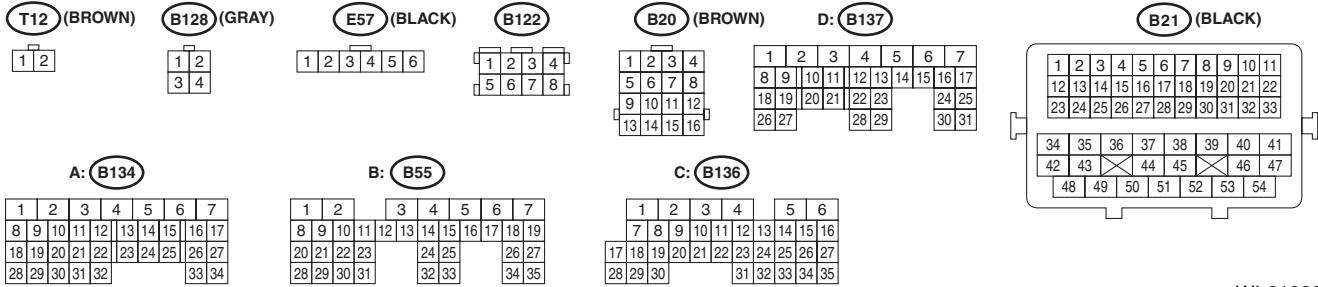 T12 (BROWN) B128 (GRAY) E57 (BLACK) B122 B20 (BROWN) D: B137 B21 (BLACK)
1 2
1 2
3 4
1 2 3 4 5 6
1 2 3 4
5 6 7 8
1 2 3 4
5 6 7 8
9 10 11 12
13 14 15 16
1 2 3 4 5 6 7
8 9 10 11 12 13 14 15 16 17
18 19 20 21 22 23 24 25
26 27 28 29 30 31
1 2 3 4 5 6 7 8 9 10 11
12 13 14 15 16 17 18 19 20 21 22
23 24 25 26 27 28 29 30 31 32 33
34 35 36 37 38 39 40 41
42 43 44 45 46 47
48 49 50 51 52 53 54
A: B134 B: B55 C: B136
1 2 3 4 5 6 7
8 9 10 11 12 13 14 15 16 17
18 19 20 21 22 23 24 25 26 27
28 29 30 31 32 33 34
1 2 3 4 5 6 7
8 9 10 11 12 13 14 15 16 17 18 19
20 21 22 23 24 25 26 27
28 29 30 31 32 33 34 35
1 2 3 4 5 6
7 8 9 10 11 12 13 14 15 16
17 18 19 20 21 22 23 24 25 26 27
28 29 30 31 32 33 34 35